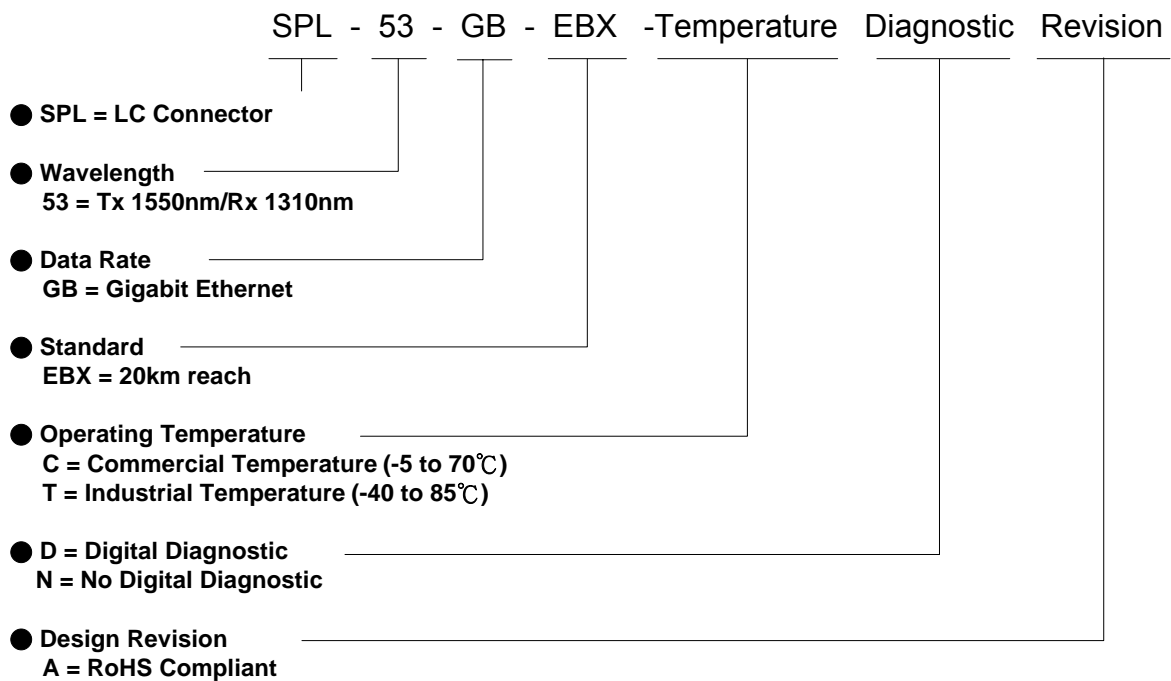 SPL - 53 - GB - EBX -Temperature Diagnostic Revision
● SPL = LC Connector
● Wavelength
53 = Tx 1550nm/Rx 1310nm
● Data Rate
GB = Gigabit Ethernet
● Standard
EBX = 20km reach
● Operating Temperature
C = Commercial Temperature (-5 to 70℃)
T = Industrial Temperature (-40 to 85℃)
● D = Digital Diagnostic
N = No Digital Diagnostic
● Design Revision
A = RoHS Compliant